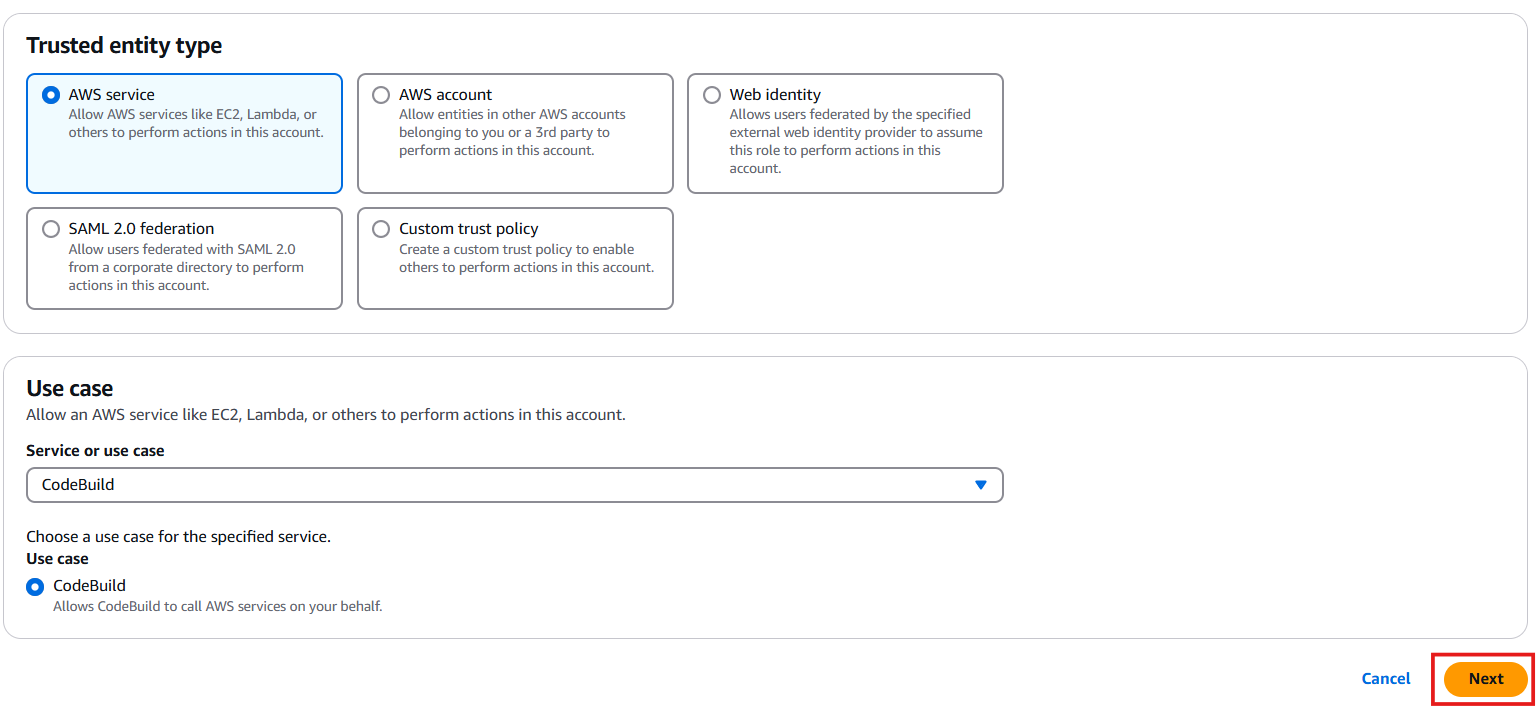 Trusted entity type
AWS service
Allow AWS services like EC2, Lambda, or
others to perform actions in this account.
AWS account
Allow entities in other AWS accounts
belonging to you or a 3rd party to
perform actions in this account.
Web identity
Allows users federated by the specified
external web identity provider to assume
this role to perform actions in this
account.
SAML 2.0 federation
Allow users federated with SAML 2.0
from a corporate directory to perform
actions in this account.
Custom trust policy
Create a custom trust policy to enable
others to perform actions in this account.
Use case
Allow an AWS service like EC2, Lambda, or others to perform actions in this account.
Service or use case
CodeBuild
Choose a use case for the specified service.
Use case
CodeBuild
Allows CodeBuild to call AWS services on your behalf.
Cancel
Next